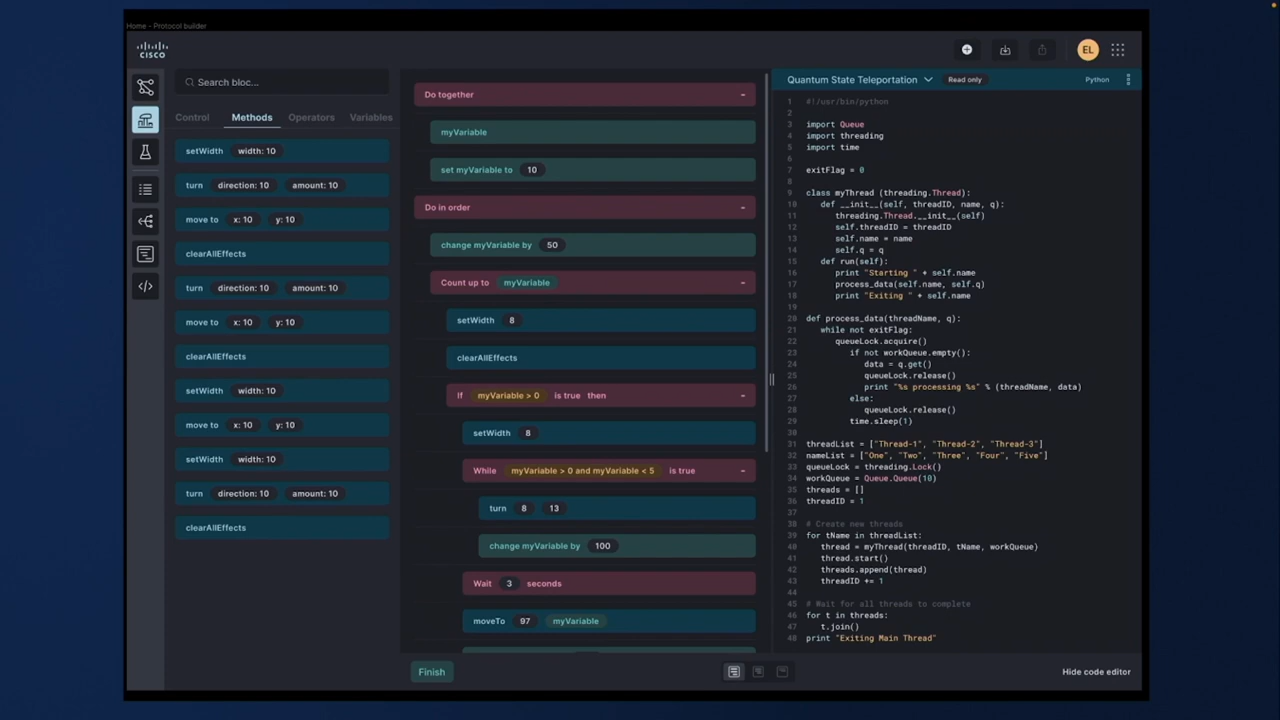 Home - Protocol builder
CISCO
EL
Search bloc...
Control Methods Operators Variables
setWidth width: 10
turn direction: 10 amount: 10
move to x: 10 y: 10
clearAllEffects
turn direction: 10 amount: 10
move to x: 10 y: 10
clearAllEffects
setWidth width: 10
move to x: 10 y: 10
setWidth width: 10
turn direction: 10 amount: 10
clearAllEffects
Do together -
myVariable
set myVariable to 10
Do in order -
change myVariable by 50
Count up to myVariable -
setWidth 8
clearAllEffects
If myVariable > 0 is true then -
setWidth 8
While myVariable > 0 and myVariable < 5 is true -
turn 8 13
change myVariable by 100
Wait 3 seconds
moveTo 97 myVariable
Finish
Quantum State Teleportation Read only Python
1 #!/usr/bin/python
2
3 import Queue
4 import threading
5 import time
6
7 exitFlag = 0
8
9 class myThread (threading.Thread):
10 def __init__(self, threadID, name, q):
11 threading.Thread.__init__(self)
12 self.threadID = threadID
13 self.name = name
14 self.q = q
15 def run(self):
16 print "Starting " + self.name
17 process_data(self.name, self.q)
18 print "Exiting " + self.name
19
20 def process_data(threadName, q):
21 while not exitFlag:
22 queueLock.acquire()
23 if not workQueue.empty():
24 data = q.get()
25 queueLock.release()
26 print "%s processing %s" % (threadName, data)
27 else:
28 queueLock.release()
29 time.sleep(1)
30
31 threadList = ["Thread-1", "Thread-2", "Thread-3"]
32 nameList = ["One", "Two", "Three", "Four", "Five"]
33 queueLock = threading.Lock()
34 workQueue = Queue.Queue(10)
35 threads = []
36 threadID = 1
37
38 # Create new threads
39 for tName in threadList:
40 thread = myThread(threadID, tName, workQueue)
41 thread.start()
42 threads.append(thread)
43 threadID += 1
44
45 # Wait for all threads to complete
46 for t in threads:
47 t.join()
48 print "Exiting Main Thread"
Hide code editor